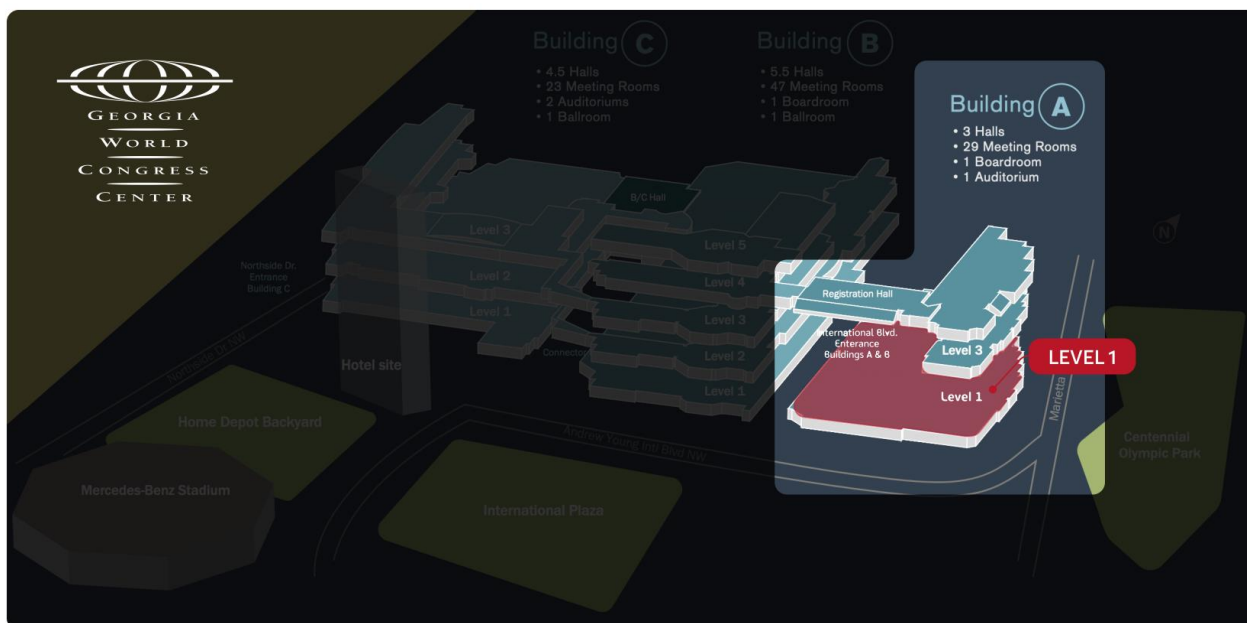 GEORGIA
WORLD
CONGRESS
CENTER
Building C
• 4.5 Halls
• 23 Meeting Rooms
• 2 Auditoriums
• 1 Ballroom
Building B
• 5.5 Halls
• 47 Meeting Rooms
• 1 Boardroom
• 1 Ballroom
Building A
• 3 Halls
• 29 Meeting Rooms
• 1 Boardroom
• 1 Auditorium
B/C Hall
N
Level 3
Level 5
Northside Dr.
Entrance
Building C
Level 2
Level 4
Registration Hall
Level 1
Level 3
International Blvd.
Enterance
Buildings A & B
Level 3
LEVEL 1
Connector
Level 2
Hotel site
Northside Dr NW
Level 1
Level 1
Marietta
Home Depot Backyard
Andrew Young Intl Blvd NW
Centennial
Olympic Park
Mercedes-Benz Stadium
International Plaza